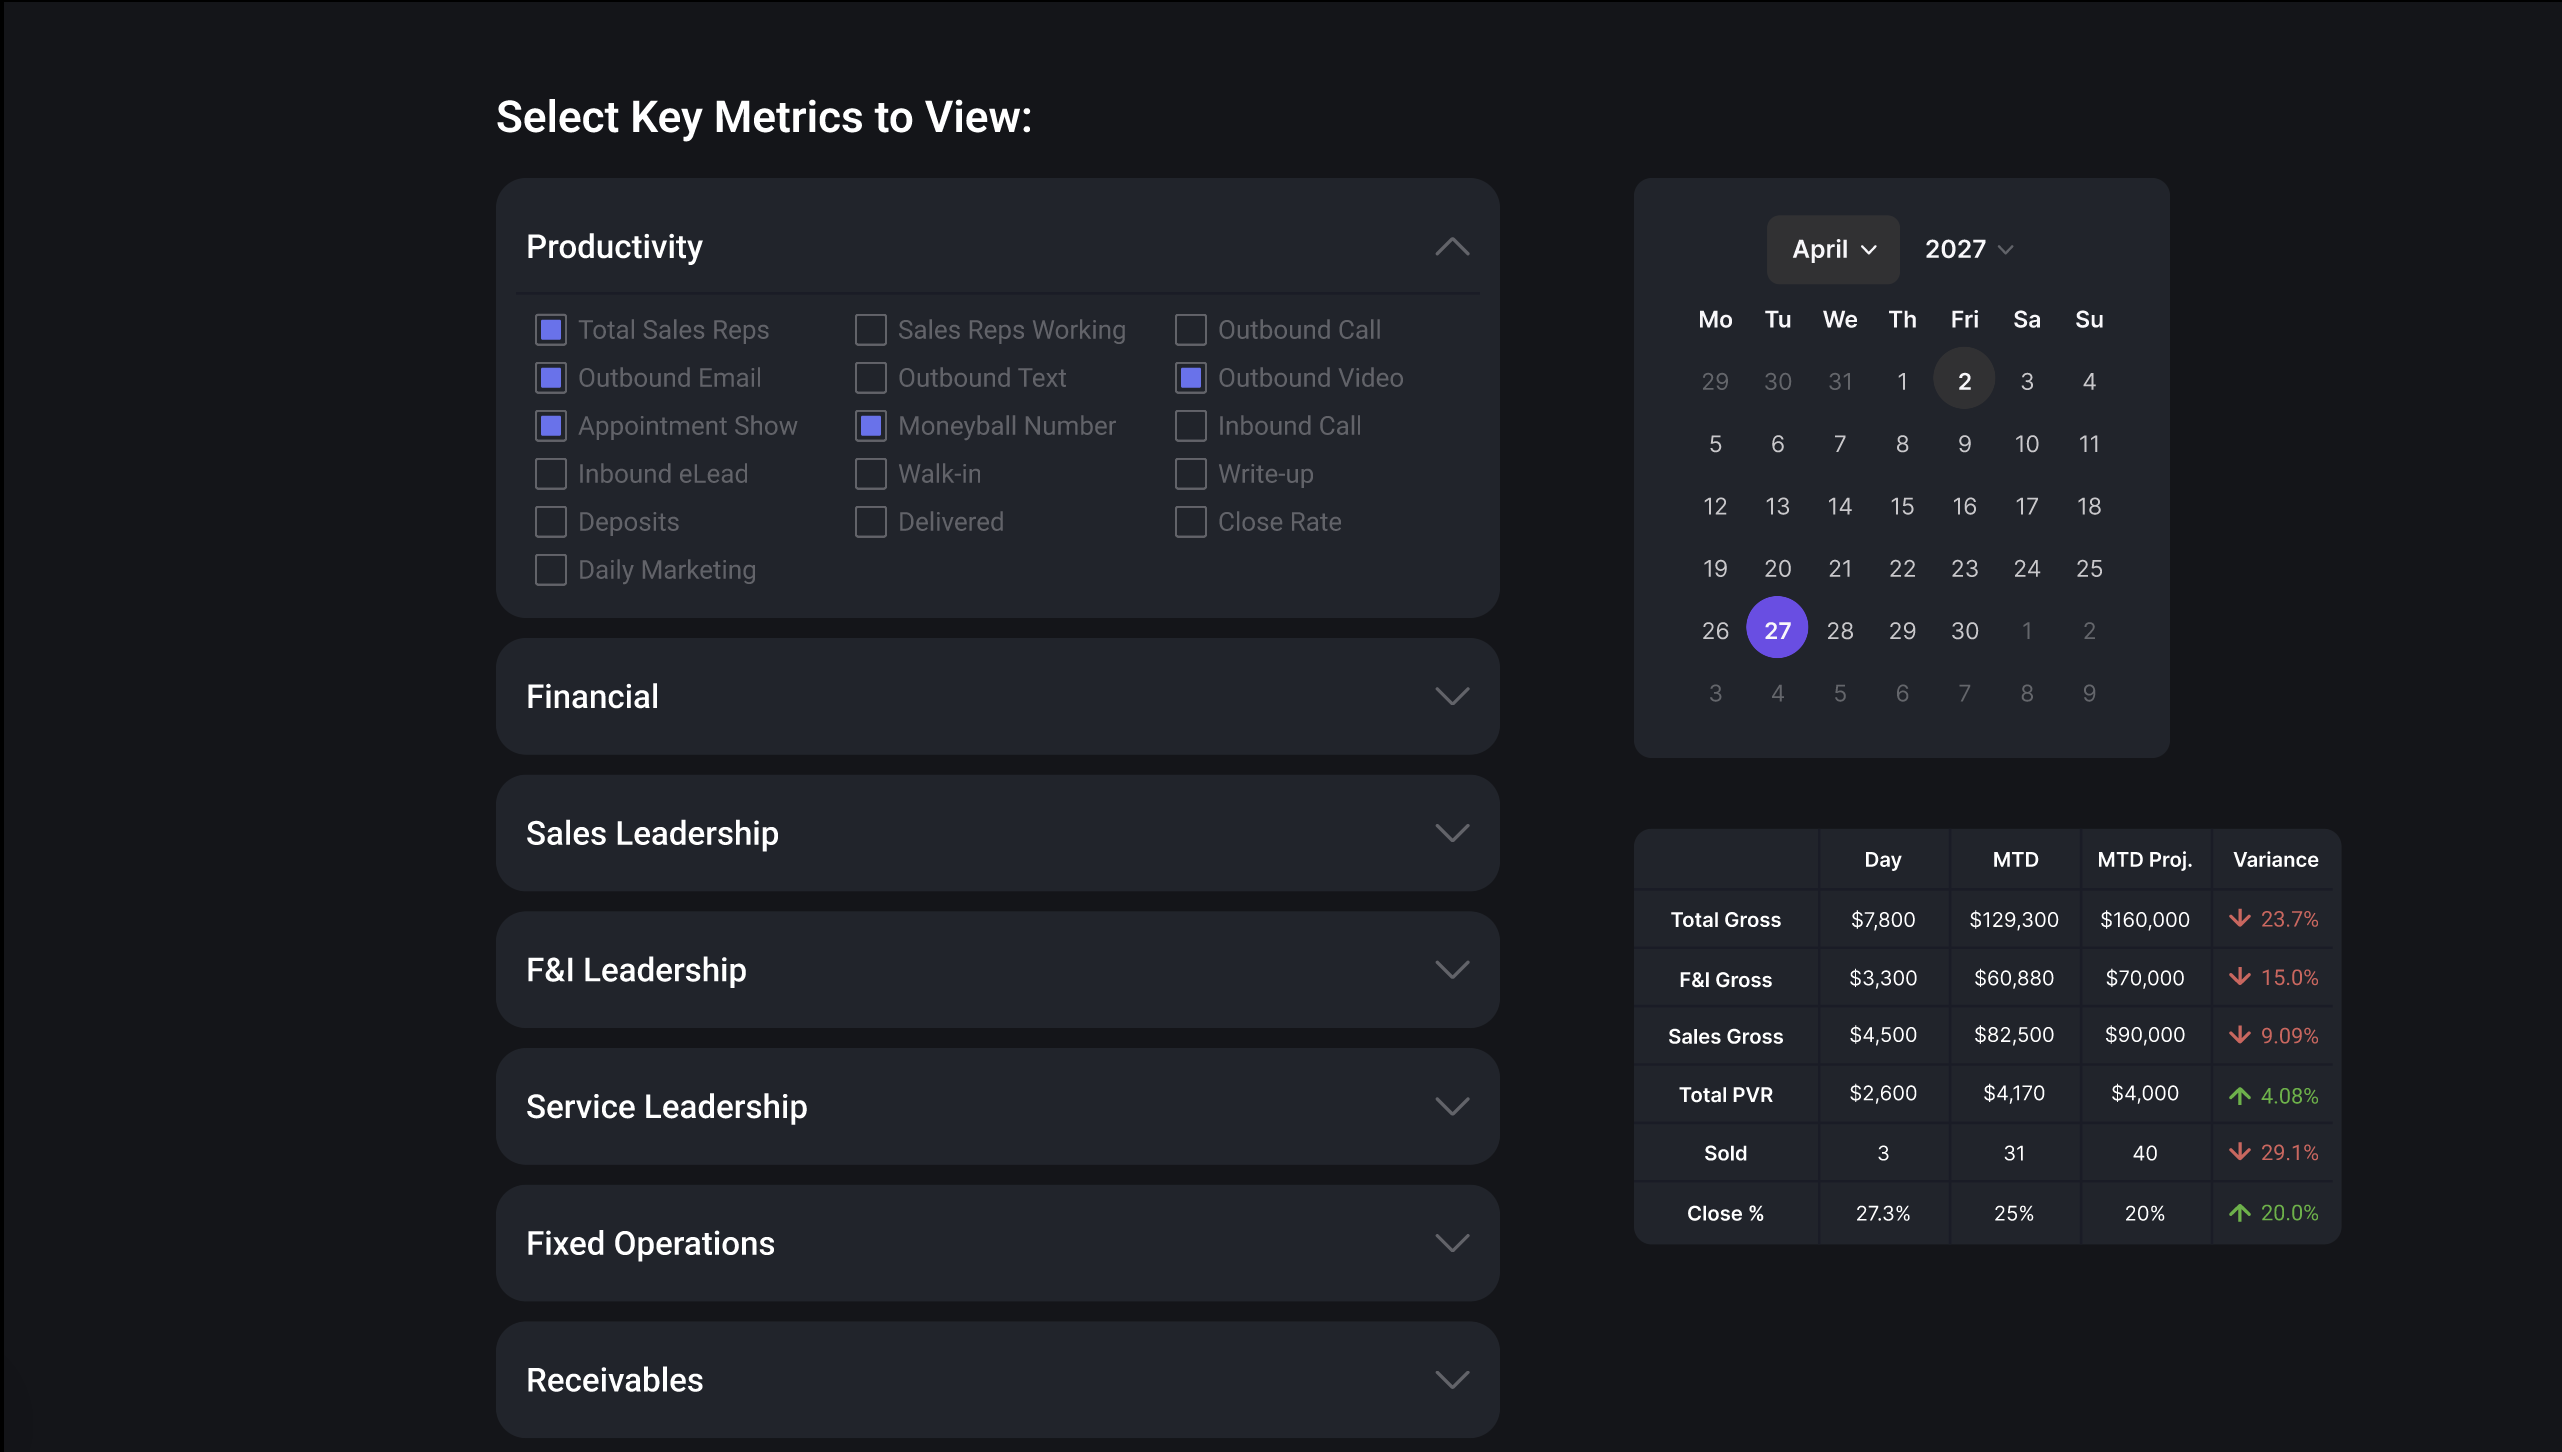 Select Key Metrics to View:
Productivity
Total Sales Reps
Sales Reps Working
Outbound Call
Outbound Email
Outbound Text
Outbound Video
Appointment Show
Moneyball Number
Inbound Call
Inbound eLead
Walk-in
Write-up
Deposits
Delivered
Close Rate
Daily Marketing
Financial
Sales Leadership
F&I Leadership
Service Leadership
Fixed Operations
Receivables
April 2027
Mo Tu We Th Fri Sa Su
29 30 31 1 2 3 4
5 6 7 8 9 10 11
12 13 14 15 16 17 18
19 20 21 22 23 24 25
26 27 28 29 30 1 2
3 4 5 6 7 8 9
Day MTD MTD Proj. Variance
Total Gross $7,800 $129,300 $160,000 23.7%
F&I Gross $3,300 $60,880 $70,000 15.0%
Sales Gross $4,500 $82,500 $90,000 9.09%
Total PVR $2,600 $4,170 $4,000 4.08%
Sold 3 31 40 29.1%
Close % 27.3% 25% 20% 20.0%